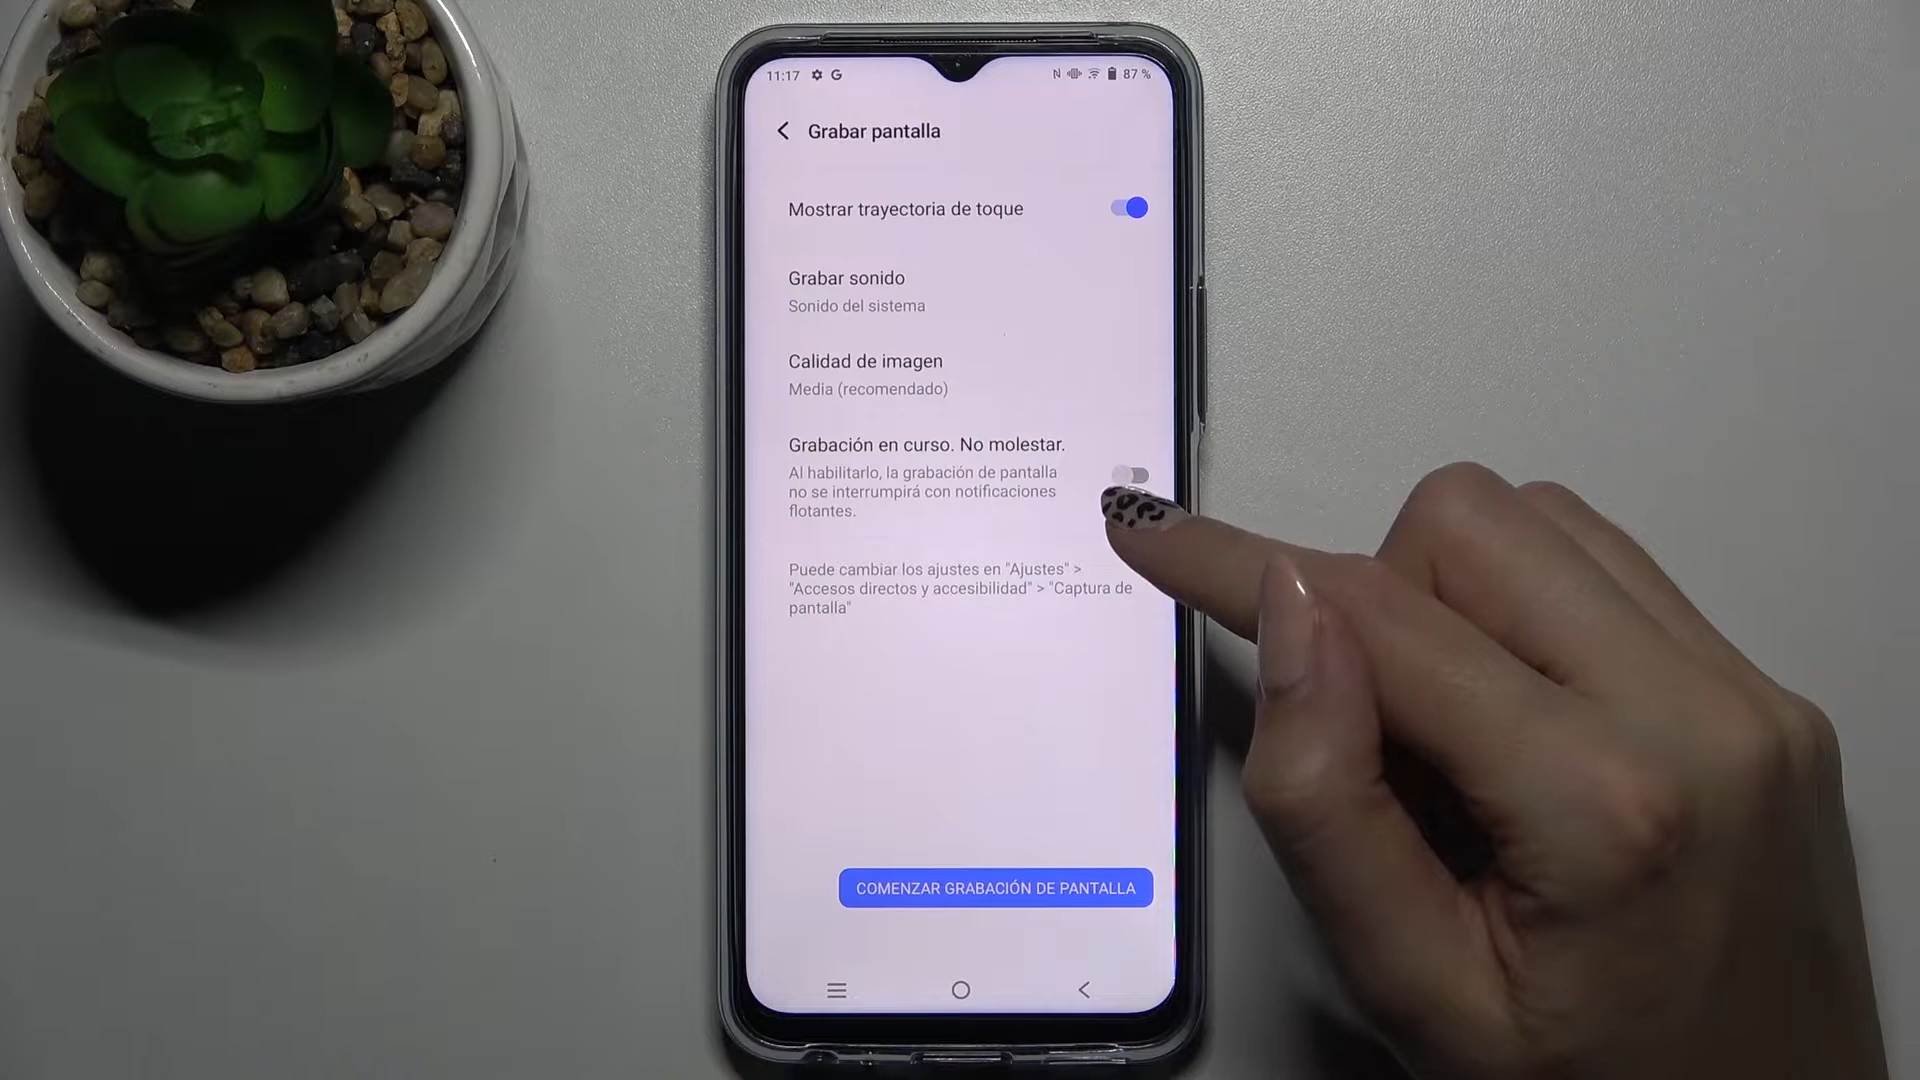 11:17 G 87 %
Grabar pantalla
Mostrar trayectoria de toque
Grabar sonido
Sonido del sistema
Calidad de imagen
Media (recomendado)
Grabación en curso. No molestar.
Al habilitarlo, la grabación de pantalla
no se interrumpirá con notificaciones
flotantes.
Puede cambiar los ajustes en "Ajustes" >
"Accesos directos y accesibilidad" > "Captura de
pantalla"
COMENZAR GRABACIÓN DE PANTALLA